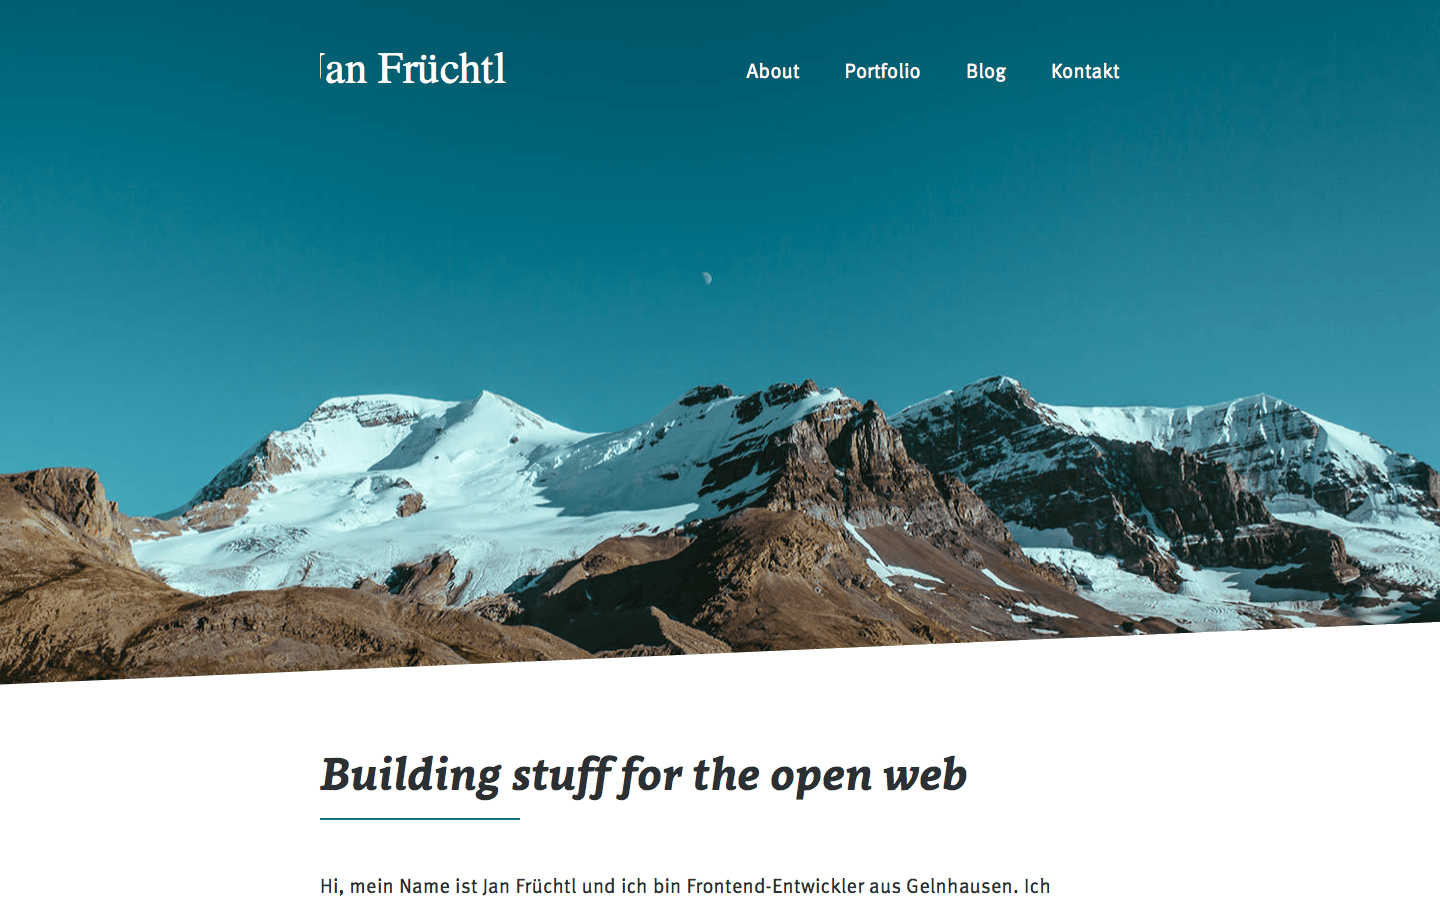 Jan Früchtl
About Portfolio Blog Kontakt
Building stuff for the open web
Hi, mein Name ist Jan Früchtl und ich bin Frontend-Entwickler aus Gelnhausen. Ich